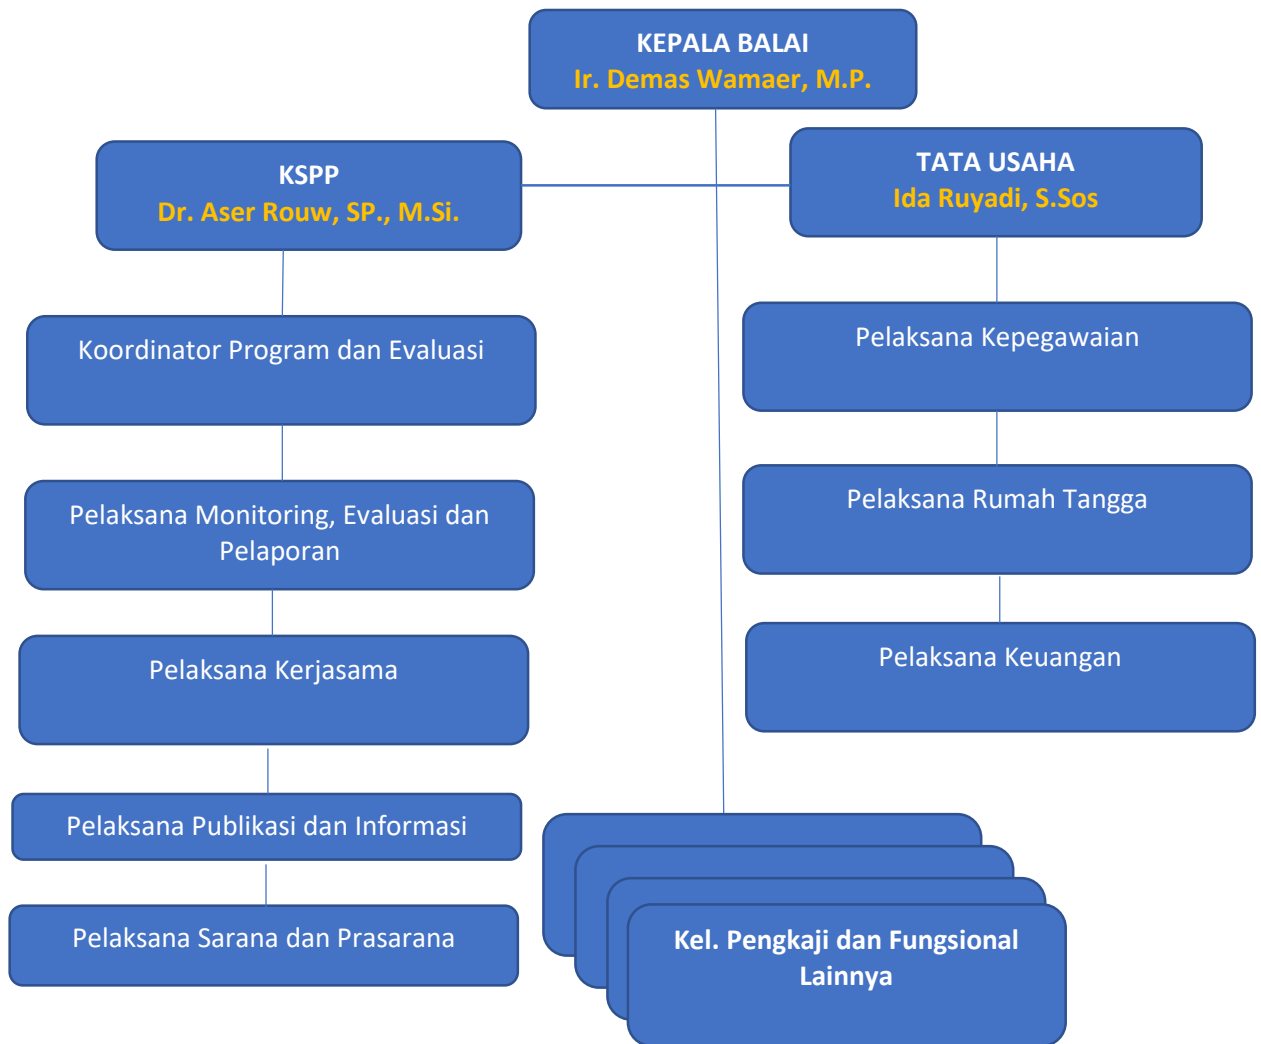 KEPALA BALAI
Ir. Demas Wamaer, M.P.
KSPP
Dr. Aser Rouw, SP., M.Si.
TATA USAHA
Ida Ruyadi, S.Sos
Koordinator Program dan Evaluasi
Pelaksana Monitoring, Evaluasi dan
Pelaporan
Pelaksana Kerjasama
Pelaksana Publikasi dan Informasi
Pelaksana Sarana dan Prasarana
Pelaksana Kepegawaian
Pelaksana Rumah Tangga
Pelaksana Keuangan
Kel. Pengkaji dan Fungsional
Lainnya